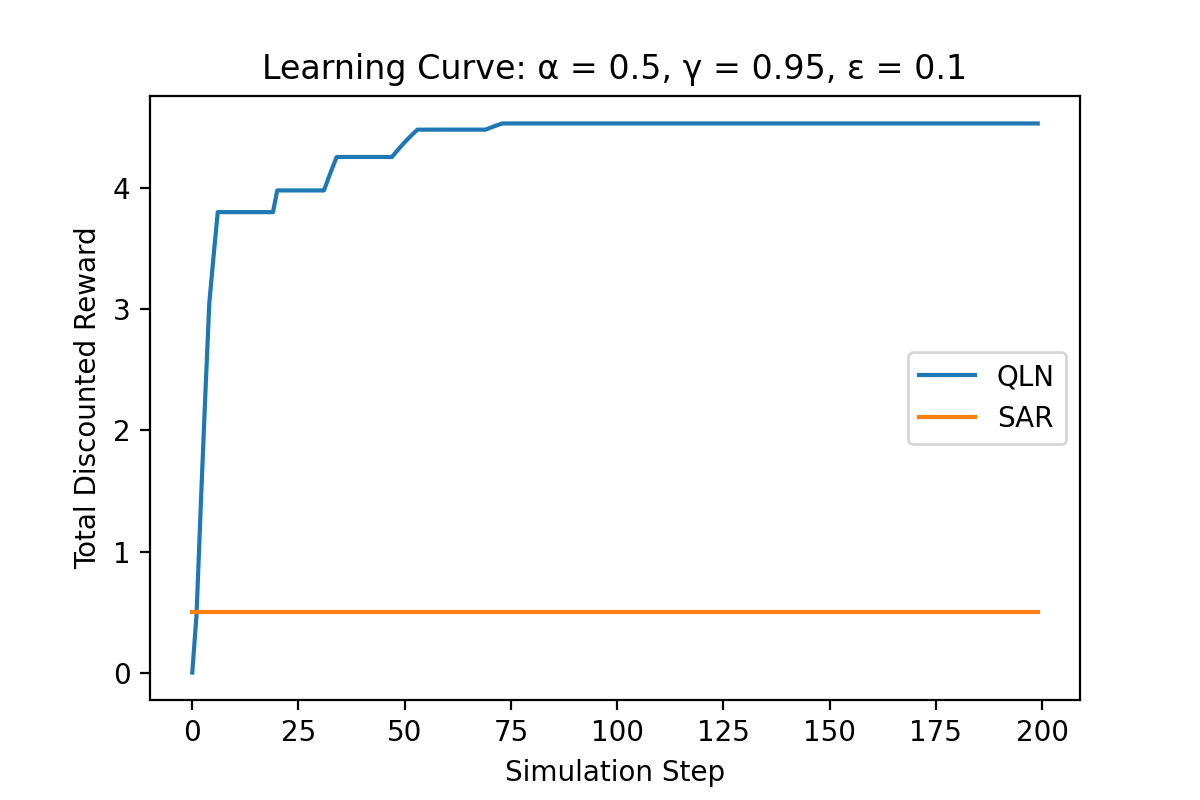 Learning Curve: α = 0.5, γ = 0.95, ε = 0.1
Total Discounted Reward
4
3
2
1
0
QLN
SAR
0 25 50 75 100 125 150 175 200
Simulation Step